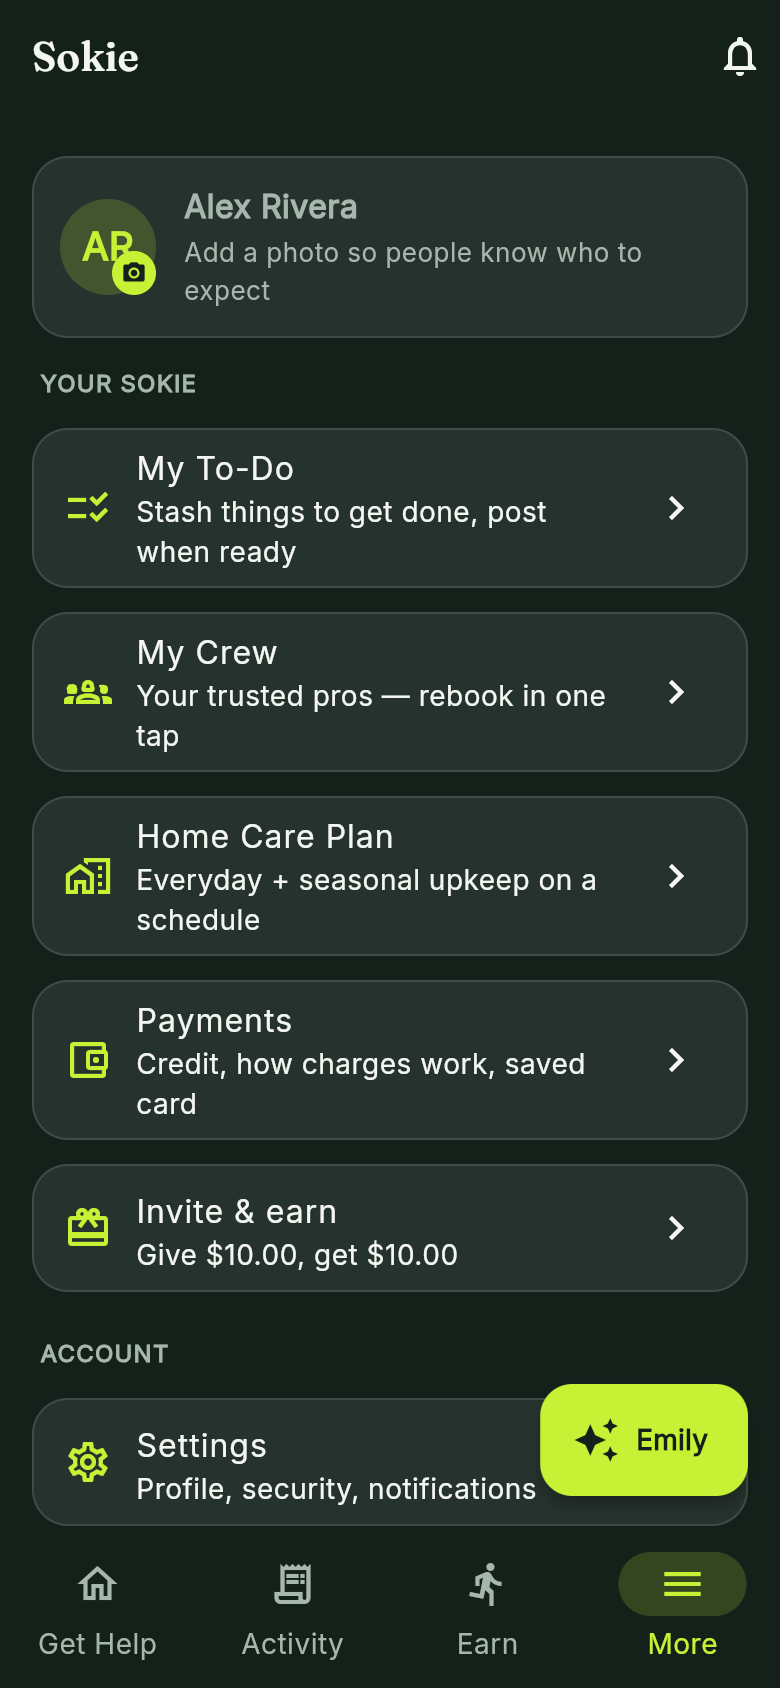 Sokie
AR
Alex Rivera
Add a photo so people know who to
expect
YOUR SOKIE
My To-Do
Stash things to get done, post
when ready
My Crew
Your trusted pros — rebook in one
tap
Home Care Plan
Everyday + seasonal upkeep on a
schedule
Payments
Credit, how charges work, saved
card
Invite & earn
Give $10.00, get $10.00
ACCOUNT
Settings
Profile, security, notifications
Emily
Get Help
Activity
Earn
More